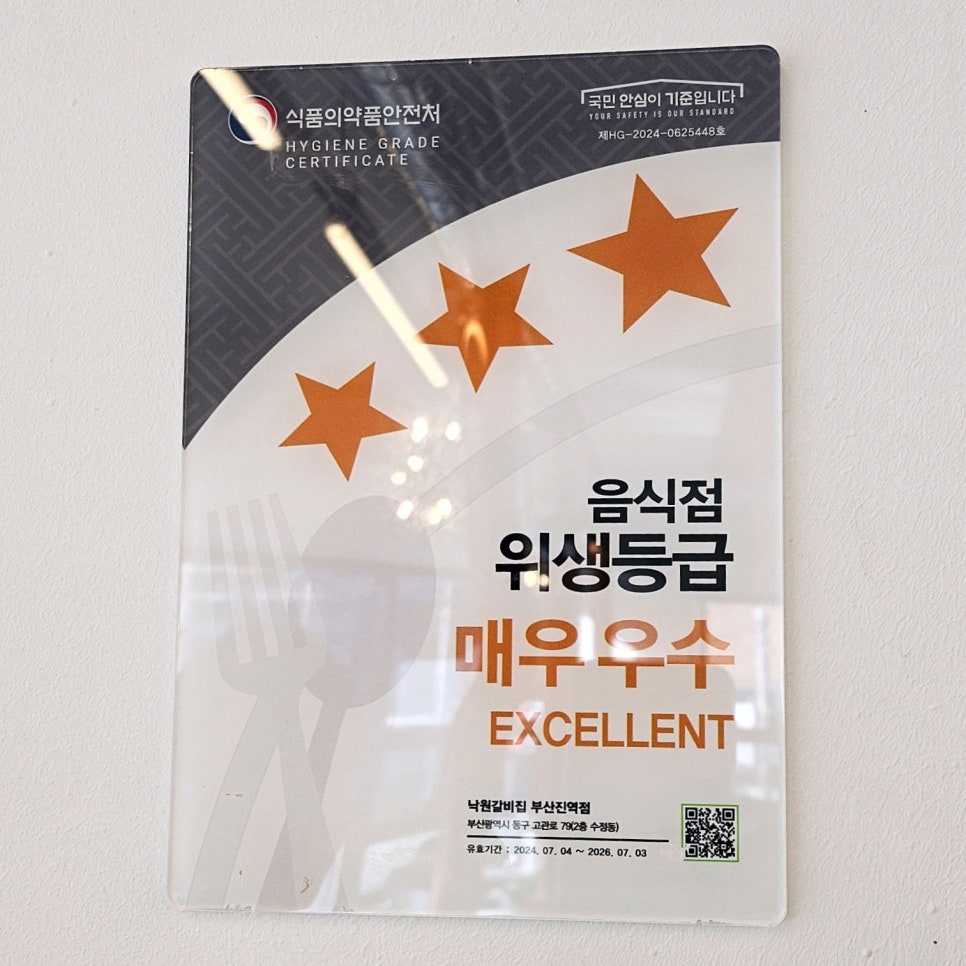 식품의약품안전처
HYGIENE GRADE
CERTIFICATE
국민 안심이 기준입니다
YOUR SAFETY IS OUR STANDARD
제HG-2024-0625448호
음식점
위생등급
매우 우수
EXCELLENT
낙원갈비집 부산진역점
부산광역시 동구 고관로 79(2층 수정동)
유효기간 : 2024. 07. 04 ~ 2026. 07. 03